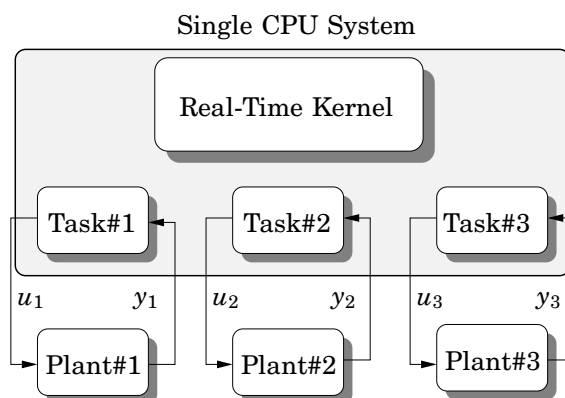 Single CPU System
Real-Time Kernel
Task#1 Task#2 Task#3
u1 y1 u2 y2 u3 y3
Plant#1 Plant#2 Plant#3